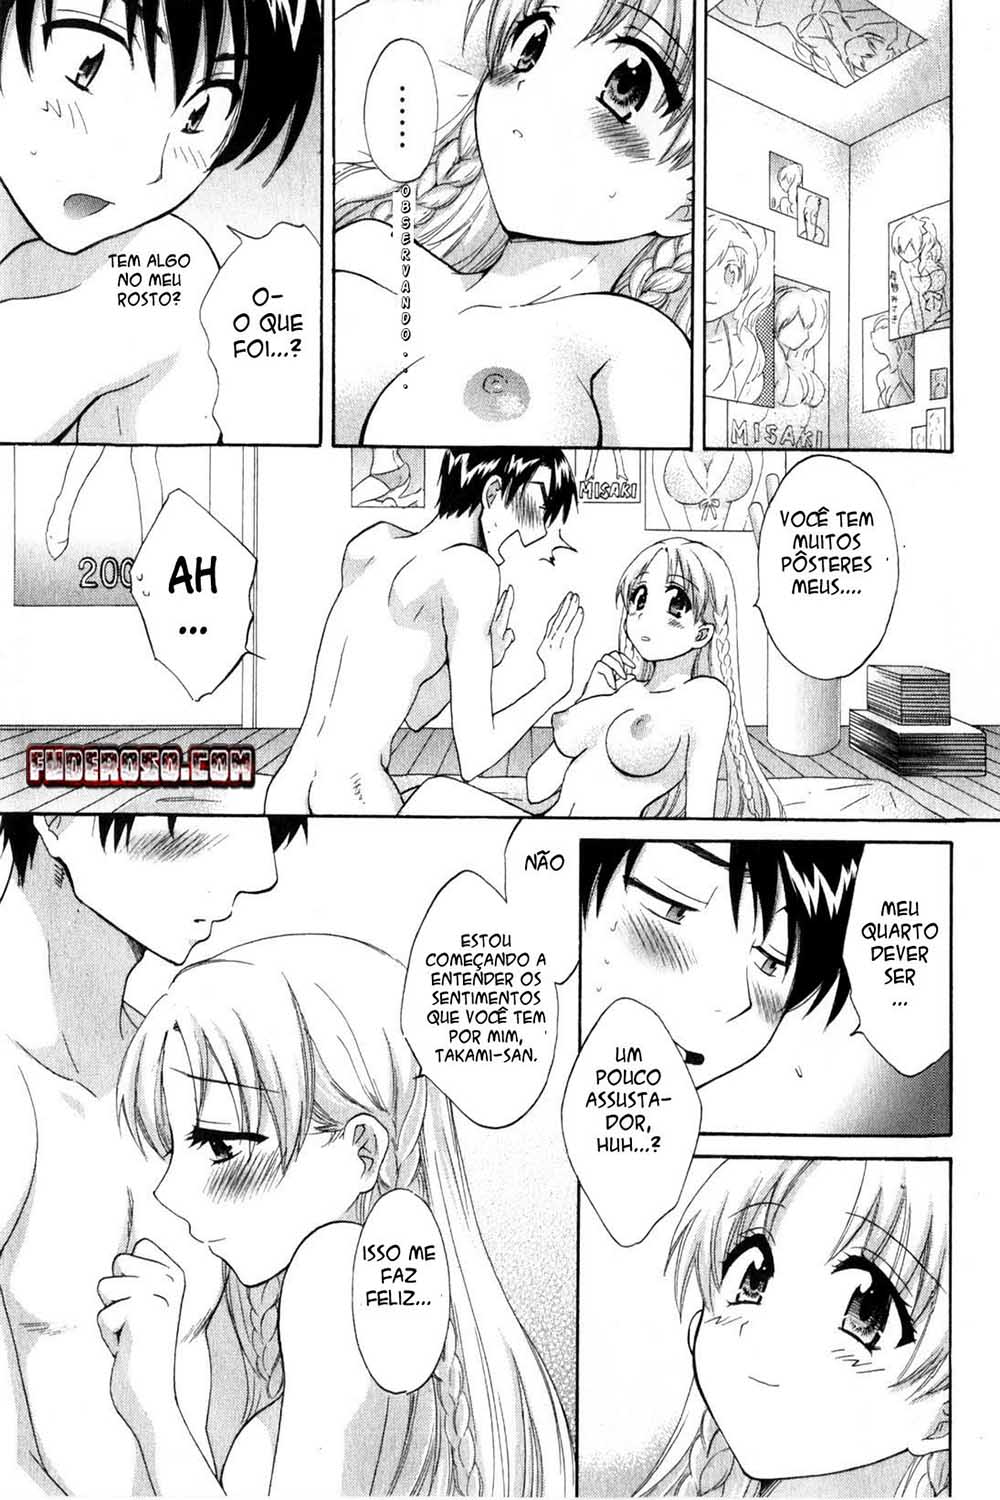 MISAKI
......
OBSERVANDO...
O-
O QUE
FOI...?
TEM ALGO
NO MEU
ROSTO?
VOCÊ TEM
MUITOS
PÔSTERES
MEUS....
MISAKI
AH
...
200
FUDEROSO.COM
MEU
QUARTO
DEVER
SER
...
UM
POUCO
ASSUSTA-
DOR,
HUH...?
NÃO
ESTOU
COMEÇANDO A
ENTENDER OS
SENTIMENTOS
QUE VOCÊ TEM
POR MIM,
TAKAMI-SAN.
ISSO ME
FAZ
FELIZ...